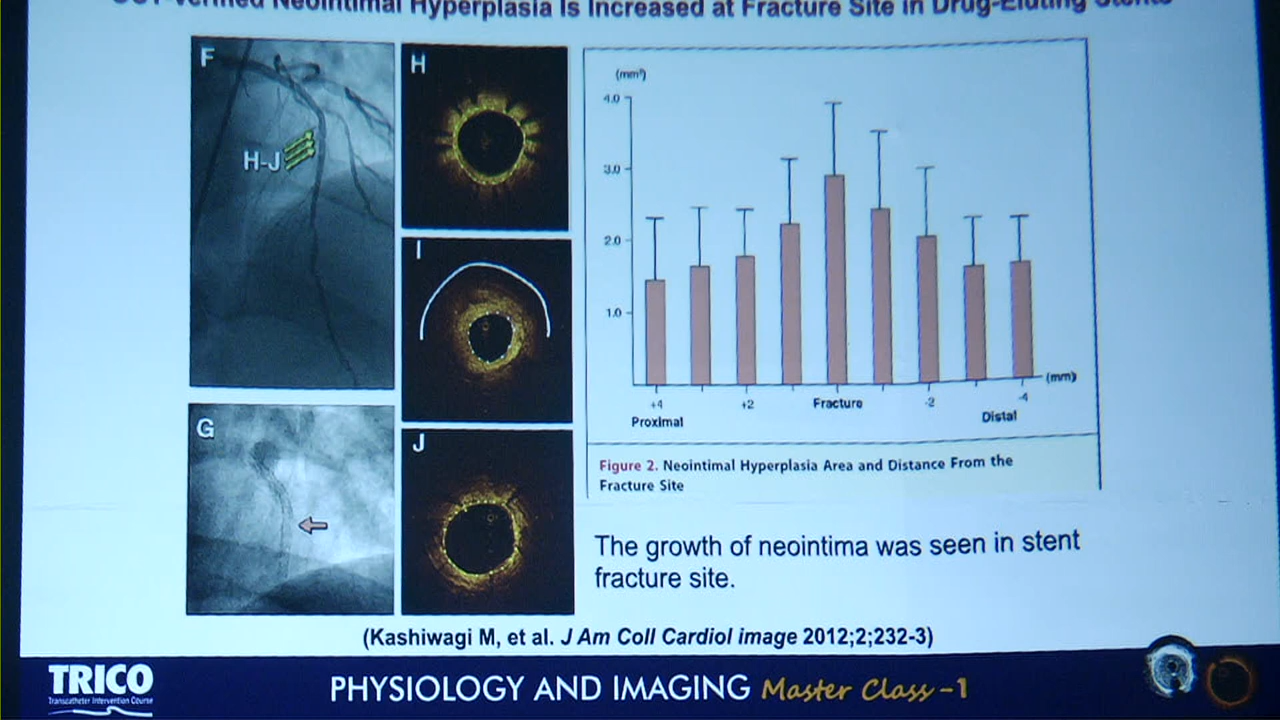 OCT-verified Neointimal Hyperplasia Is Increased at Fracture Site in Drug-Eluting Stents
F
H-J
G
H
I
J
(mm²)
4.0
3.0
2.0
1.0
+4
+2
Fracture
-2
-4
(mm)
Proximal
Distal
Figure 2. Neointimal Hyperplasia Area and Distance From the
Fracture Site
The growth of neointima was seen in stent
fracture site.
(Kashiwagi M, et al. J Am Coll Cardiol image 2012;2;232-3)
TRICO
Transcatheter Intervention Course
PHYSIOLOGY AND IMAGING Master Class -1